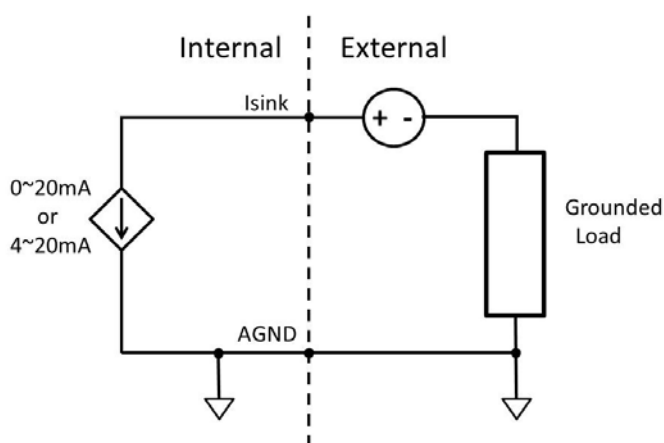 Internal
External
Isink
+ -
0~20mA
or
4~20mA
Grounded
Load
AGND